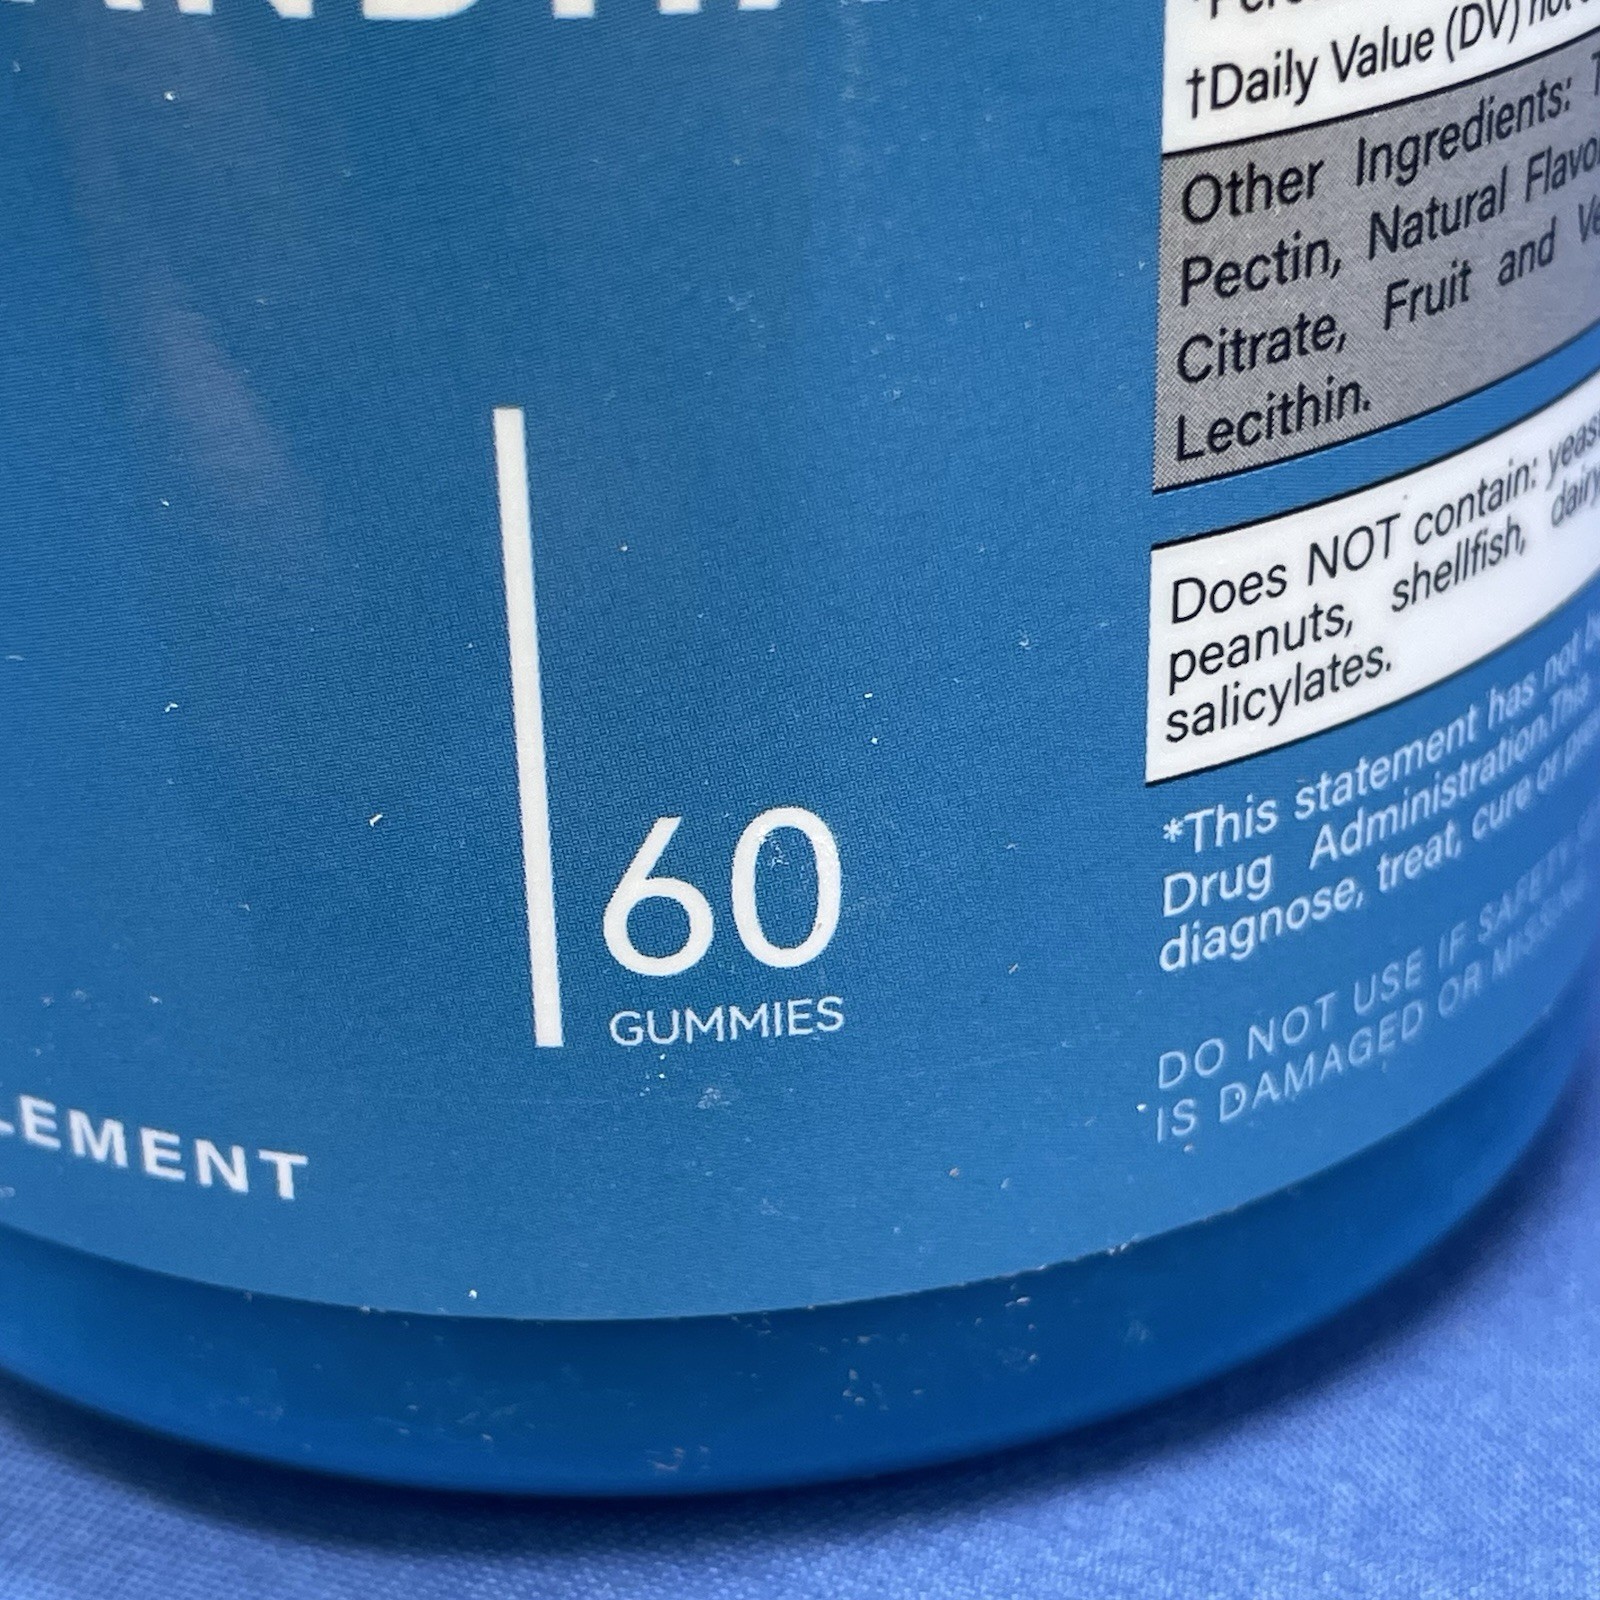 60
GUMMIES
†Daily Value (DV)
Other Ingredients:
Pectin, Natural
Citrate, Fruit and
Lecithin.
Does NOT contain:
peanuts, shellfish,
salicylates.
*This statement has not
Drug Administration. This
diagnose, treat, cure or
DO NOT USE IF SAFETY
IS DAMAGED OR